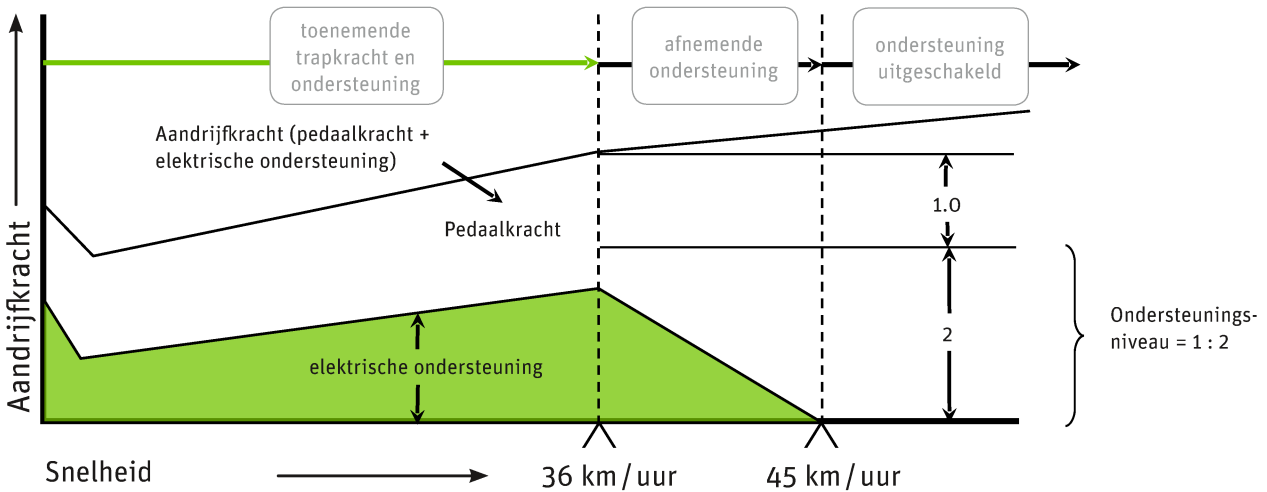 toenemende
trapkracht en
ondersteuning
afnemende
ondersteuning
ondersteuning
uitgeschakeld
Aandrijfkracht (pedaalkracht +
elektrische ondersteuning)
Pedaalkracht
1.0
Aandrijfkracht
2
Ondersteunings-
niveau = 1 : 2
elektrische ondersteuning
Snelheid
36 km / uur
45 km / uur